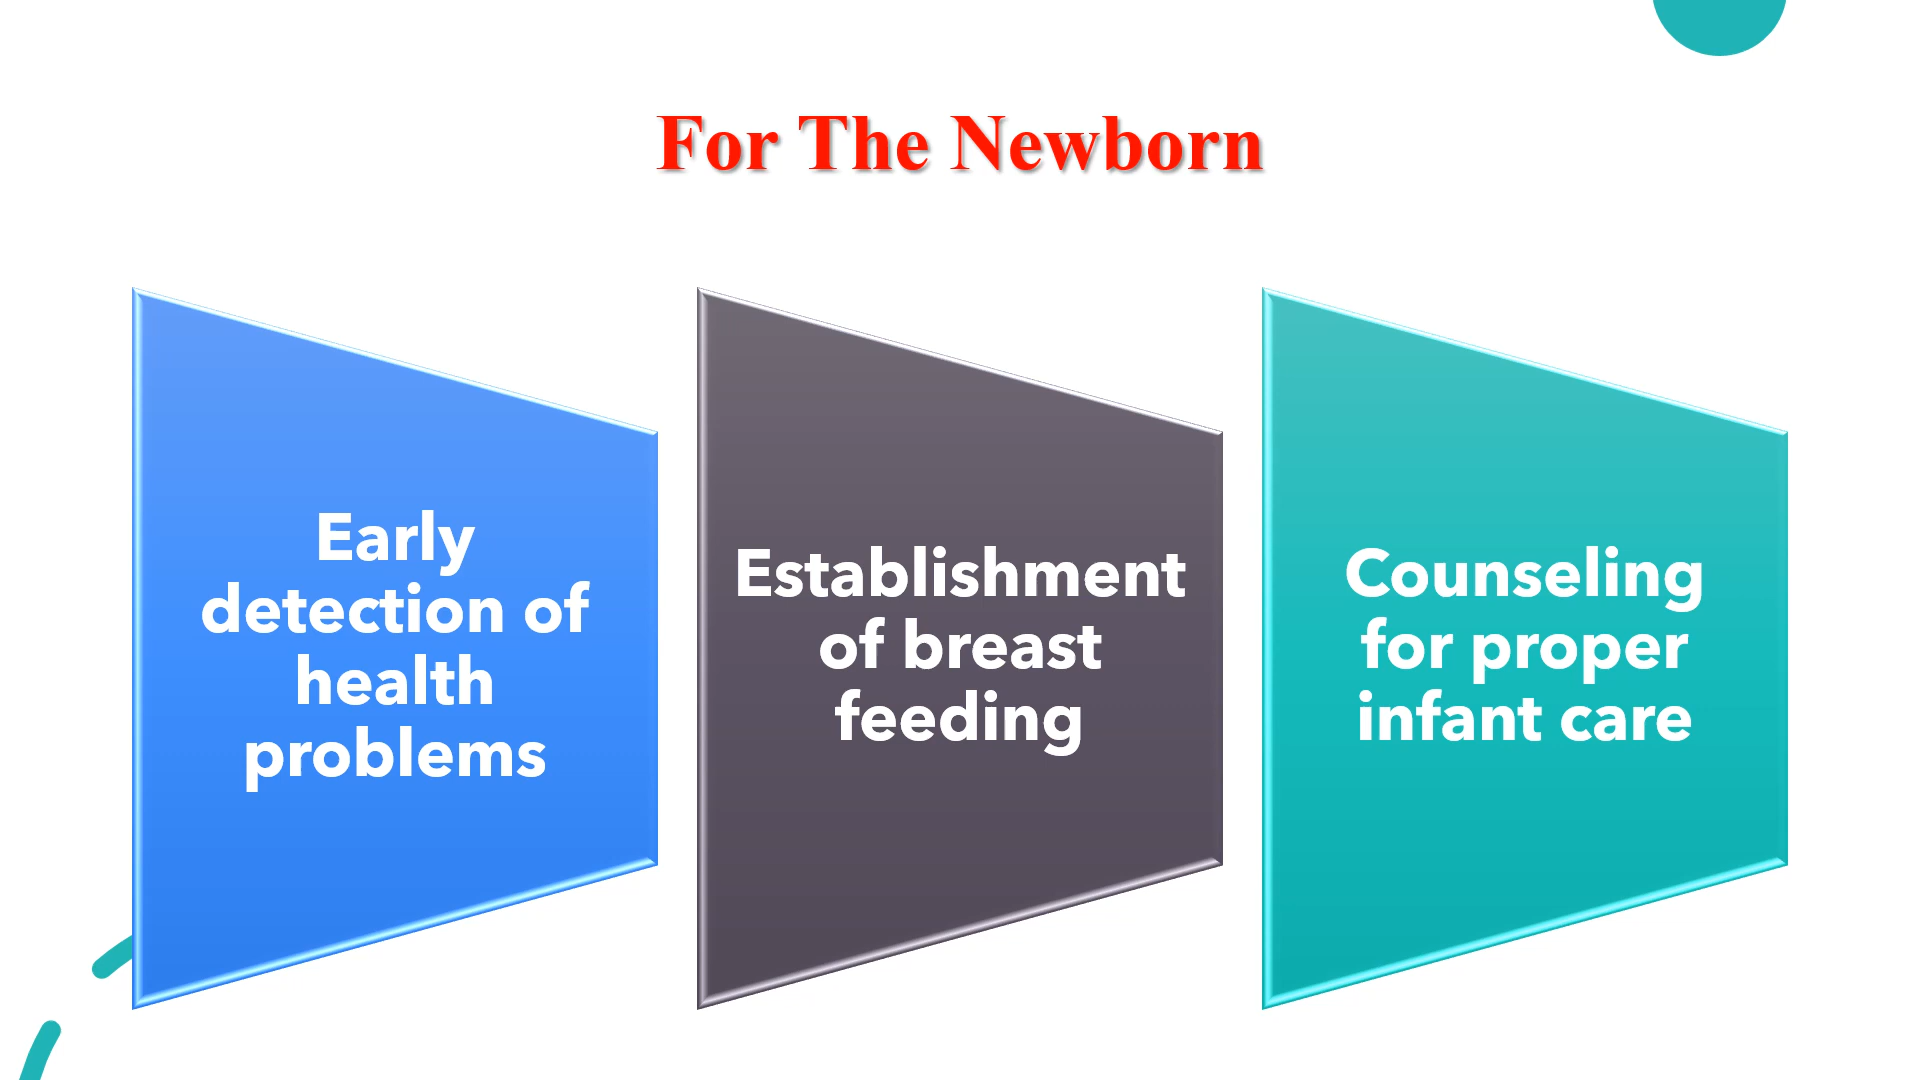 For The Newborn
Early
detection of
health
problems
Establishment
of breast
feeding
Counseling
for proper
infant care